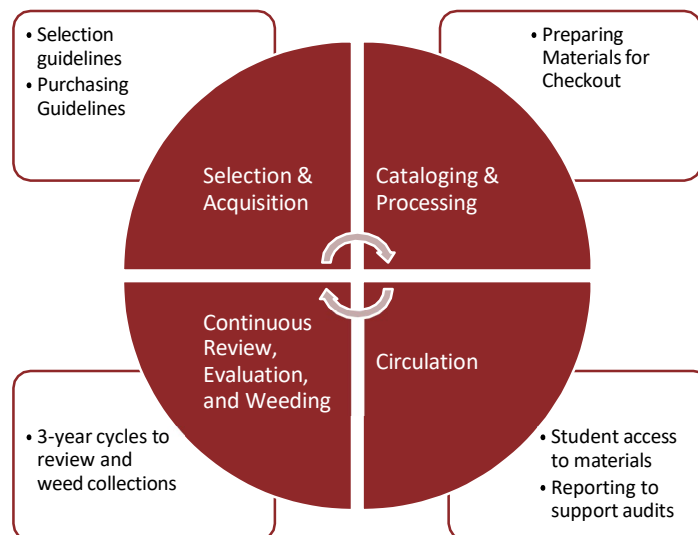 • Selection
guidelines
• Purchasing
Guidelines
• Preparing
Materials for
Checkout
Selection &
Acquisition
Cataloging &
Processing
Continuous
Review,
Evaluation,
and Weeding
Circulation
• 3-year cycles to
review and
weed collections
• Student access
to materials
• Reporting to
support audits